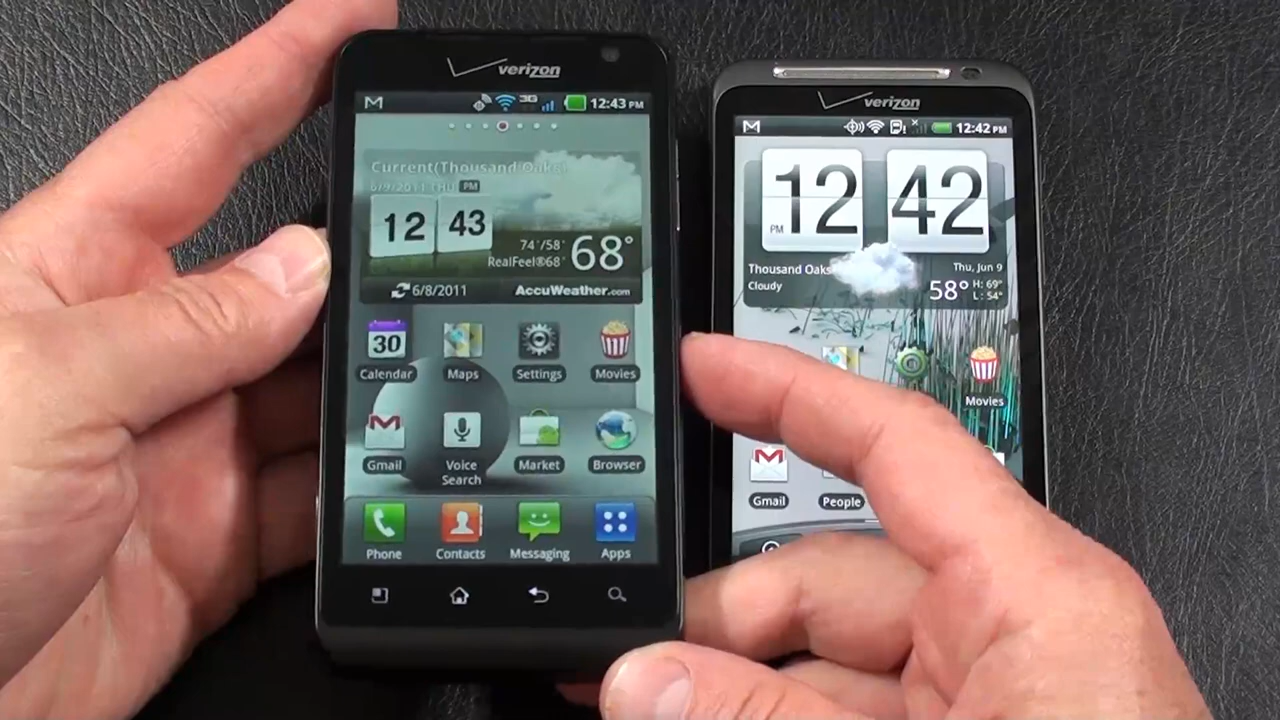 verizon
3G 12:43 PM
Current(Thousand Oaks)
6/9/2011 THU PM
12 43
74°/58°
RealFeel®68° 68°
6/8/2011 AccuWeather.com
30
Calendar Maps Settings Movies
Gmail Voice Search Market Browser
Phone Contacts Messaging Apps
verizon
12:42 PM
PM 12 42
Thousand Oaks Thu, Jun 9
Cloudy 58° H: 69°
L: 54°
Movies
Gmail People